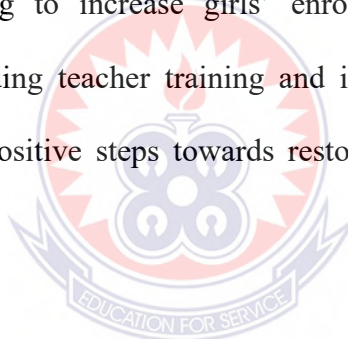 g to increase girls' enro
ing teacher training and i
ositive steps towards resto
EDUCATION FOR SERVICE